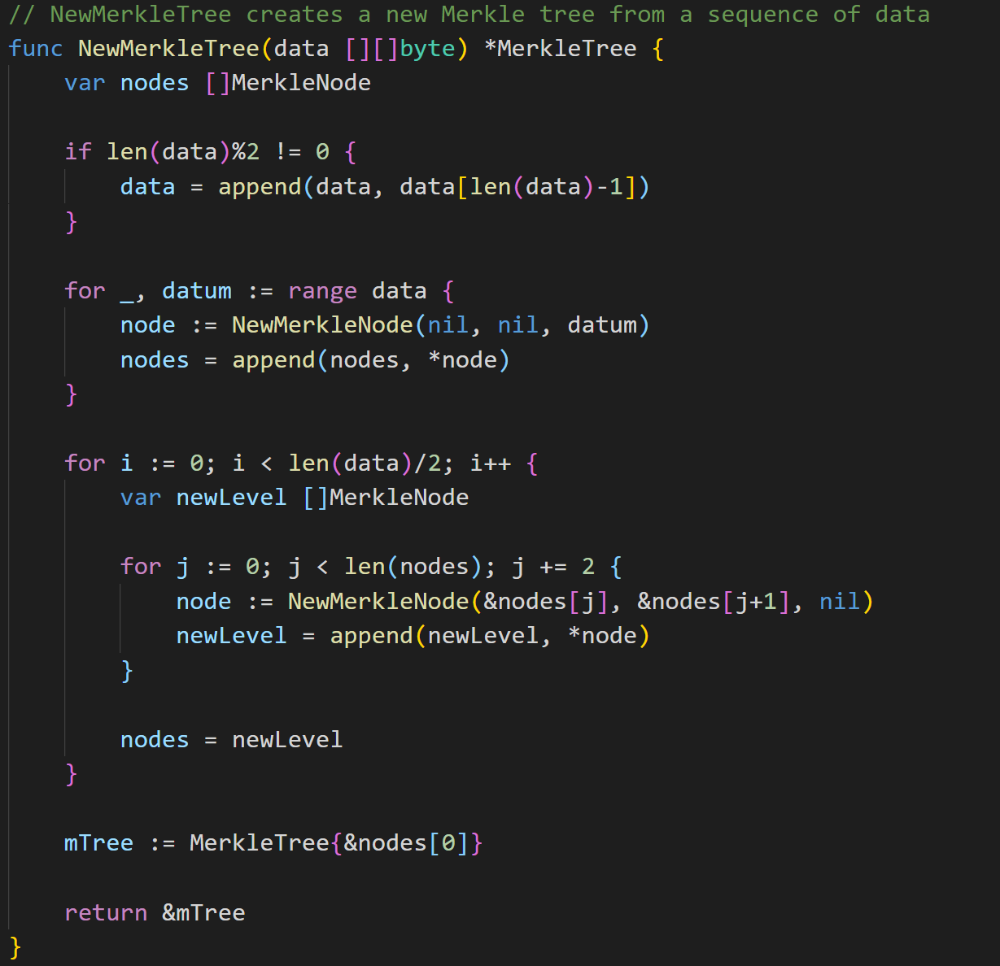 // NewMerkleTree creates a new Merkle tree from a sequence of data
func NewMerkleTree(data [][]byte) *MerkleTree {
    var nodes []MerkleNode

    if len(data)%2 != 0 {
        data = append(data, data[len(data)-1])
    }

    for _, datum := range data {
        node := NewMerkleNode(nil, nil, datum)
        nodes = append(nodes, *node)
    }

    for i := 0; i < len(data)/2; i++ {
        var newLevel []MerkleNode

        for j := 0; j < len(nodes); j += 2 {
            node := NewMerkleNode(&nodes[j], &nodes[j+1], nil)
            newLevel = append(newLevel, *node)
        }

        nodes = newLevel
    }

    mTree := MerkleTree{&nodes[0]}

    return &mTree
}